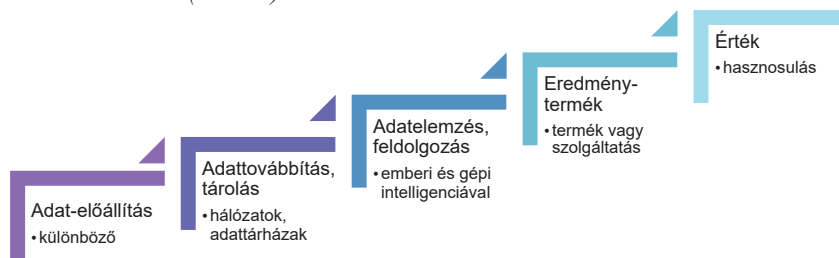 Adat-előállítás
• különböző
Adattovábbítás,
tárolás
• hálózatok,
adattárházak
Adatelemzés,
feldolgozás
• emberi és gépi
intelligenciával
Eredmény-
termék
• termék vagy
szolgáltatás
Érték
• hasznosulás